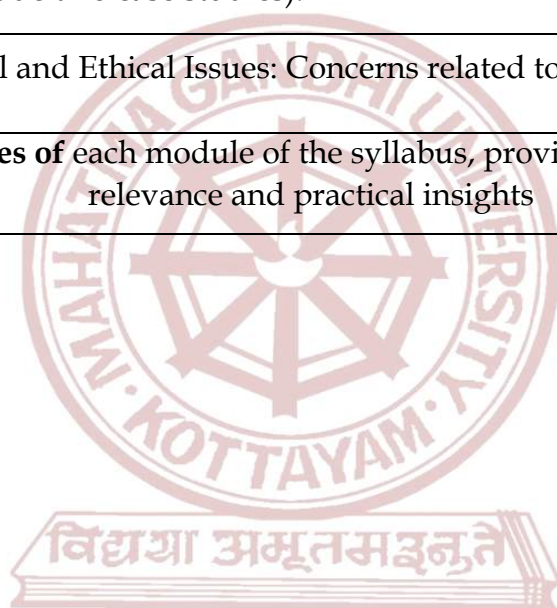 l and Ethical Issues: Concerns related to
es of each module of the syllabus, provi
relevance and practical insights
MAHATMA GANDHI UNIVERSITY
KOTTAYAM
विद्यया अमृतमश्नुते